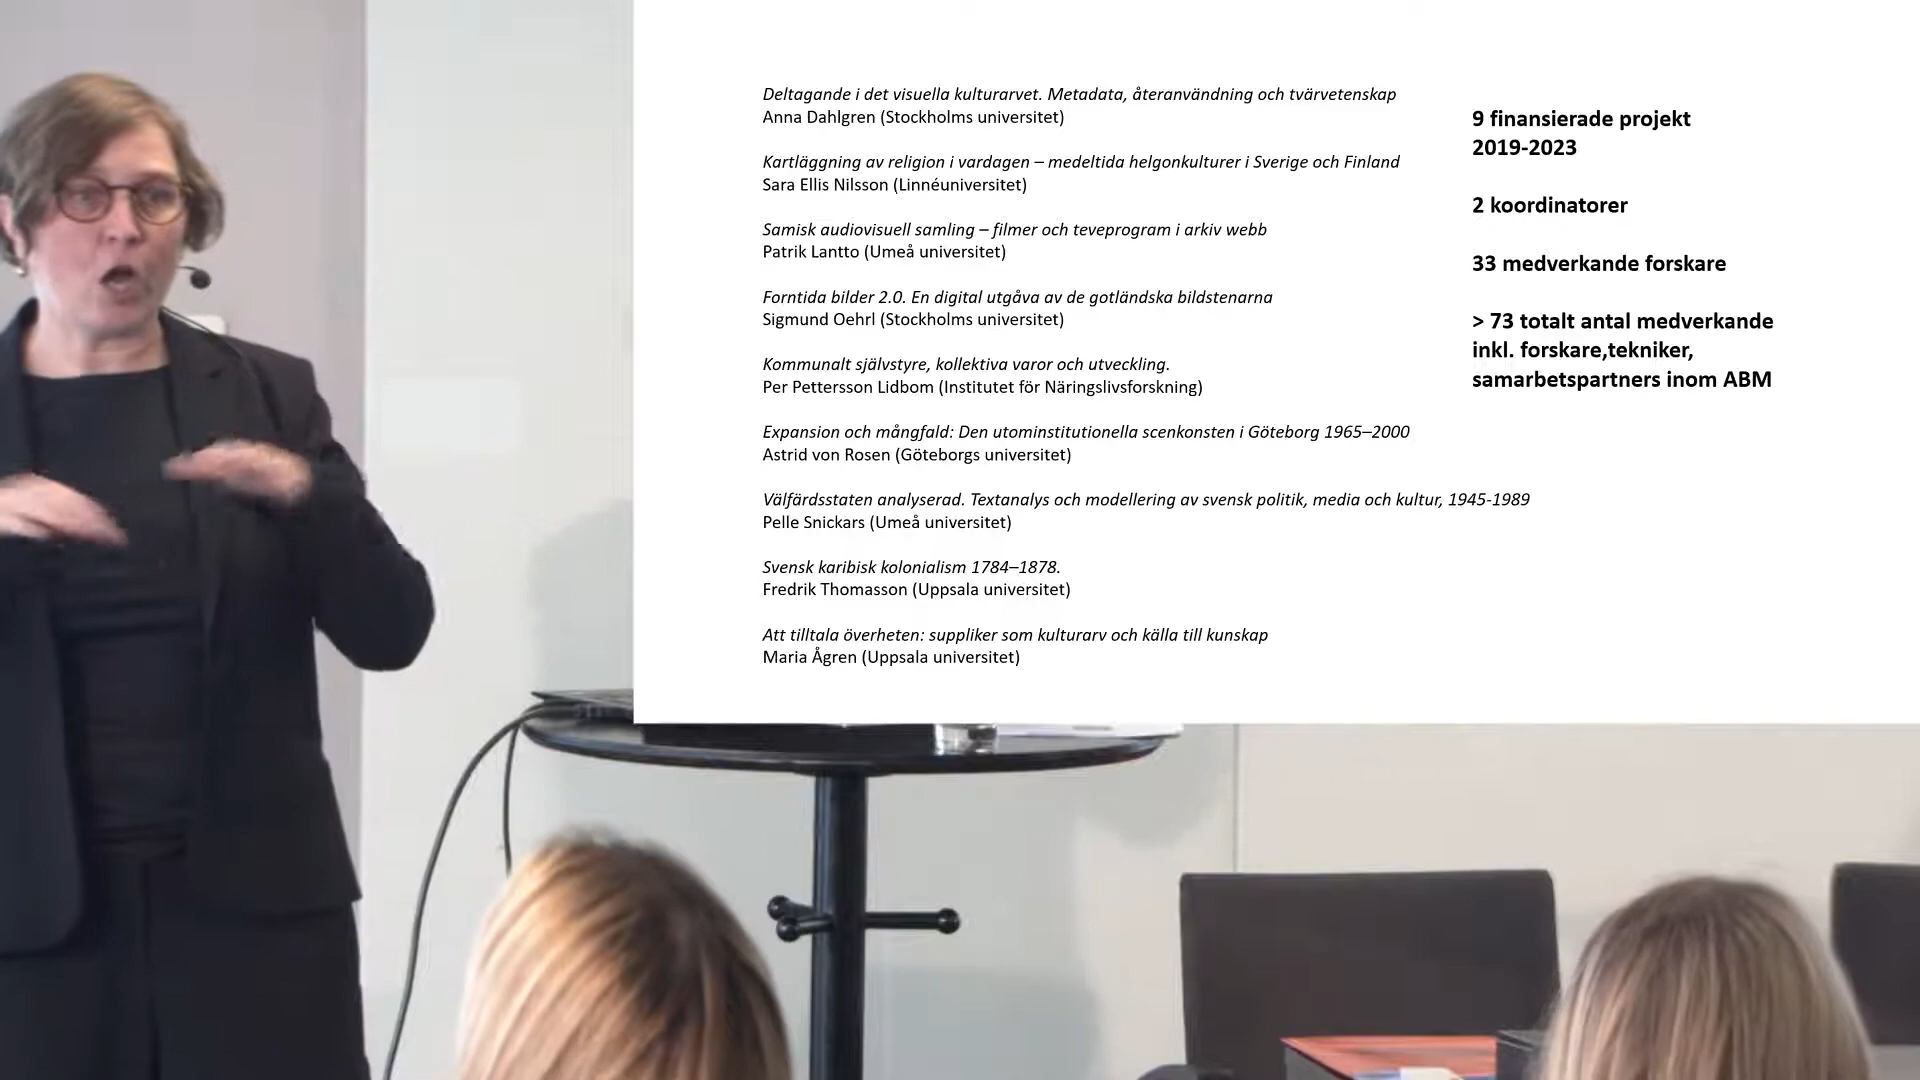 Deltagande i det visuella kulturarvet. Metadata, återanvändning och tvärvetenskap
Anna Dahlgren (Stockholms universitet)
Kartläggning av religion i vardagen – medeltida helgonkulturer i Sverige och Finland
Sara Ellis Nilsson (Linnéuniversitet)
Samisk audiovisuell samling – filmer och teveprogram i arkiv webb
Patrik Lantto (Umeå universitet)
Forntida bilder 2.0. En digital utgåva av de gotländska bildstenarna
Sigmund Oehrl (Stockholms universitet)
Kommunalt självstyre, kollektiva varor och utveckling.
Per Pettersson Lidbom (Institutet för Näringslivsforskning)
Expansion och mångfald: Den utominstitutionella scenkonsten i Göteborg 1965–2000
Astrid von Rosen (Göteborgs universitet)
Välfärdsstaten analyserad. Textanalys och modellering av svensk politik, media och kultur, 1945-1989
Pelle Snickars (Umeå universitet)
Svensk karibisk kolonialism 1784–1878.
Fredrik Thomasson (Uppsala universitet)
Att tilltala överheten: suppliker som kulturarv och källa till kunskap
Maria Ågren (Uppsala universitet)
9 finansierade projekt
2019-2023
2 koordinatorer
33 medverkande forskare
> 73 totalt antal medverkande
inkl. forskare,tekniker,
samarbetspartners inom ABM